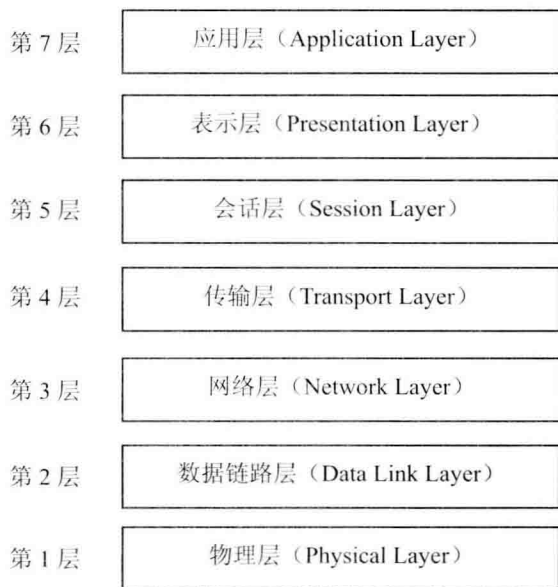 第 7 层 应用层（Application Layer）
第 6 层 表示层（Presentation Layer）
第 5 层 会话层（Session Layer）
第 4 层 传输层（Transport Layer）
第 3 层 网络层（Network Layer）
第 2 层 数据链路层（Data Link Layer）
第 1 层 物理层（Physical Layer）